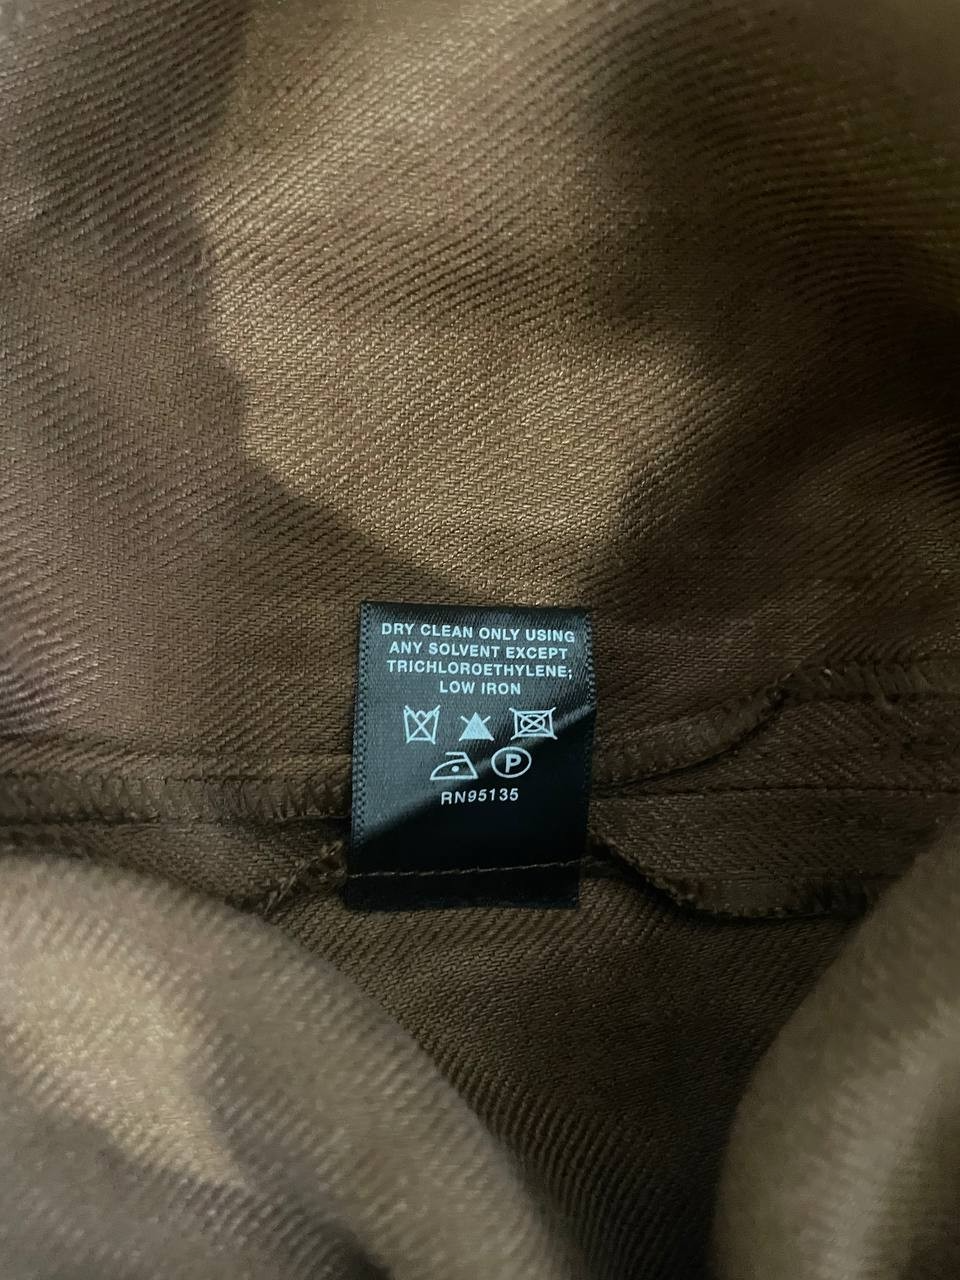 DRY CLEAN ONLY USING
ANY SOLVENT EXCEPT
TRICHLOROETHYLENE;
LOW IRON
P
RN95135